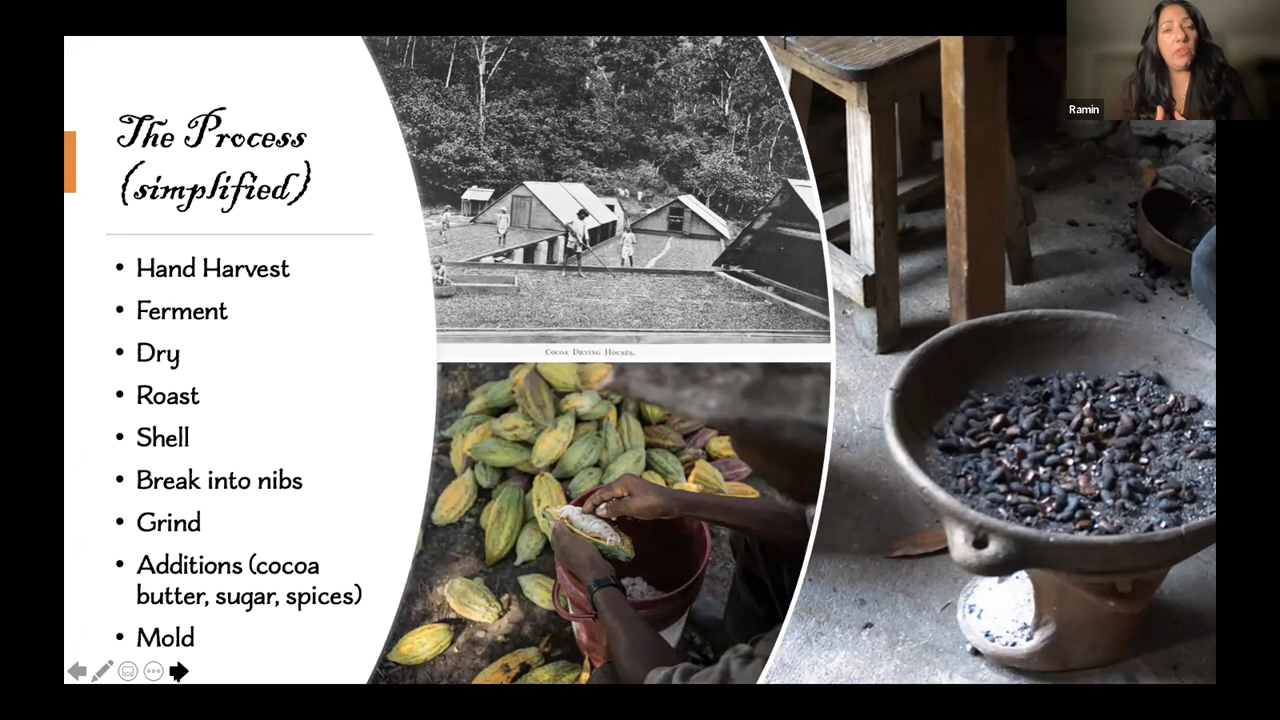 The Process
(simplified)
• Hand Harvest
• Ferment
• Dry
• Roast
• Shell
• Break into nibs
• Grind
• Additions (cocoa
butter, sugar, spices)
• Mold
Cocoa Drying Houses.
Ramin